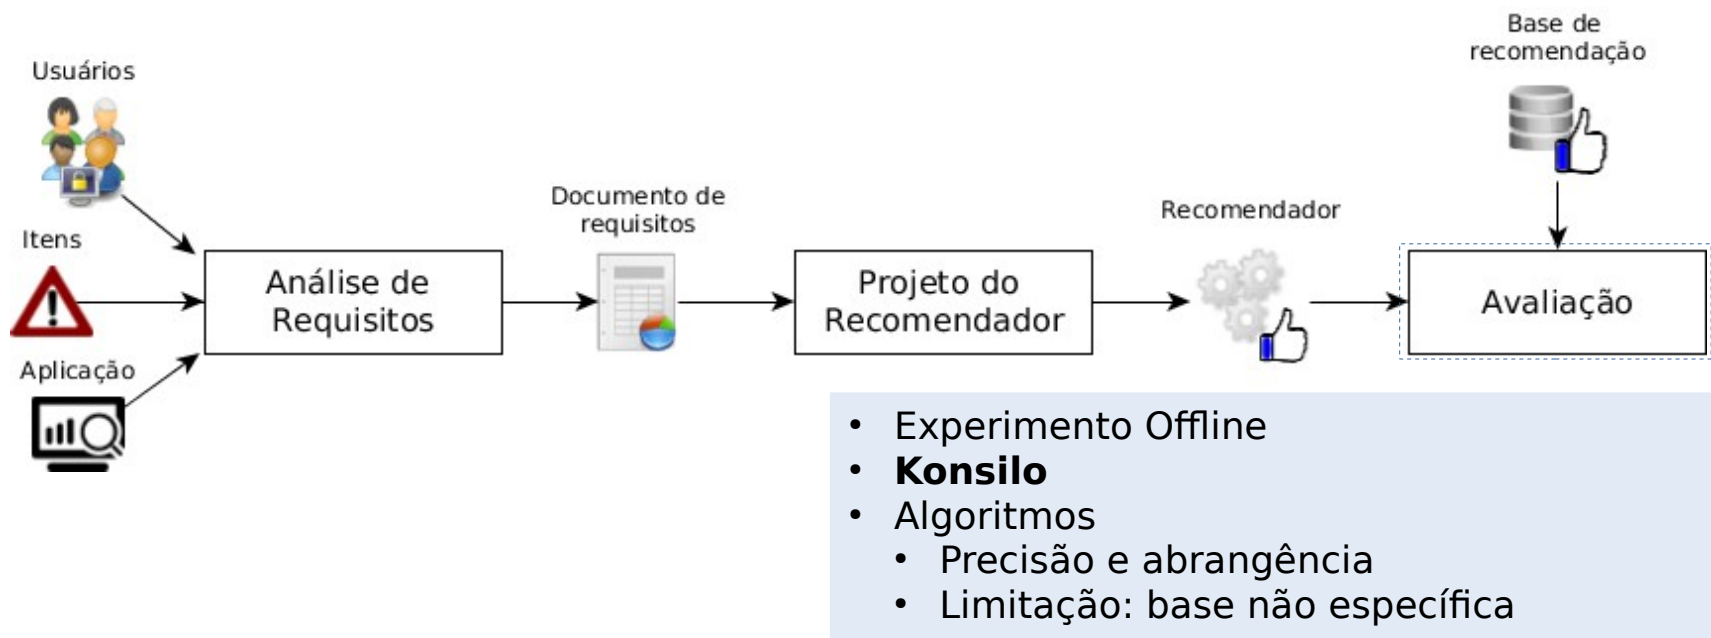 Base de
recomendação
Usuários
Documento de
requisitos
Recomendador
Itens
Análise de
Requisitos
Projeto do
Recomendador
Avaliação
Aplicação
• Experimento Offline
• Konsilo
• Algoritmos
• Precisão e abrangência
• Limitação: base não específica